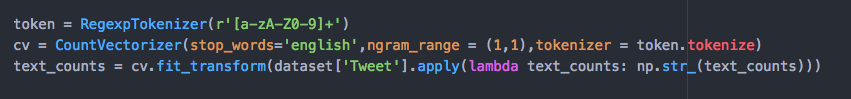 token = RegexpTokenizer(r'[a-zA-Z0-9]+')
cv = CountVectorizer(stop_words='english',ngram_range = (1,1),tokenizer = token.tokenize)
text_counts = cv.fit_transform(dataset['Tweet'].apply(lambda text_counts: np.str_(text_counts)))